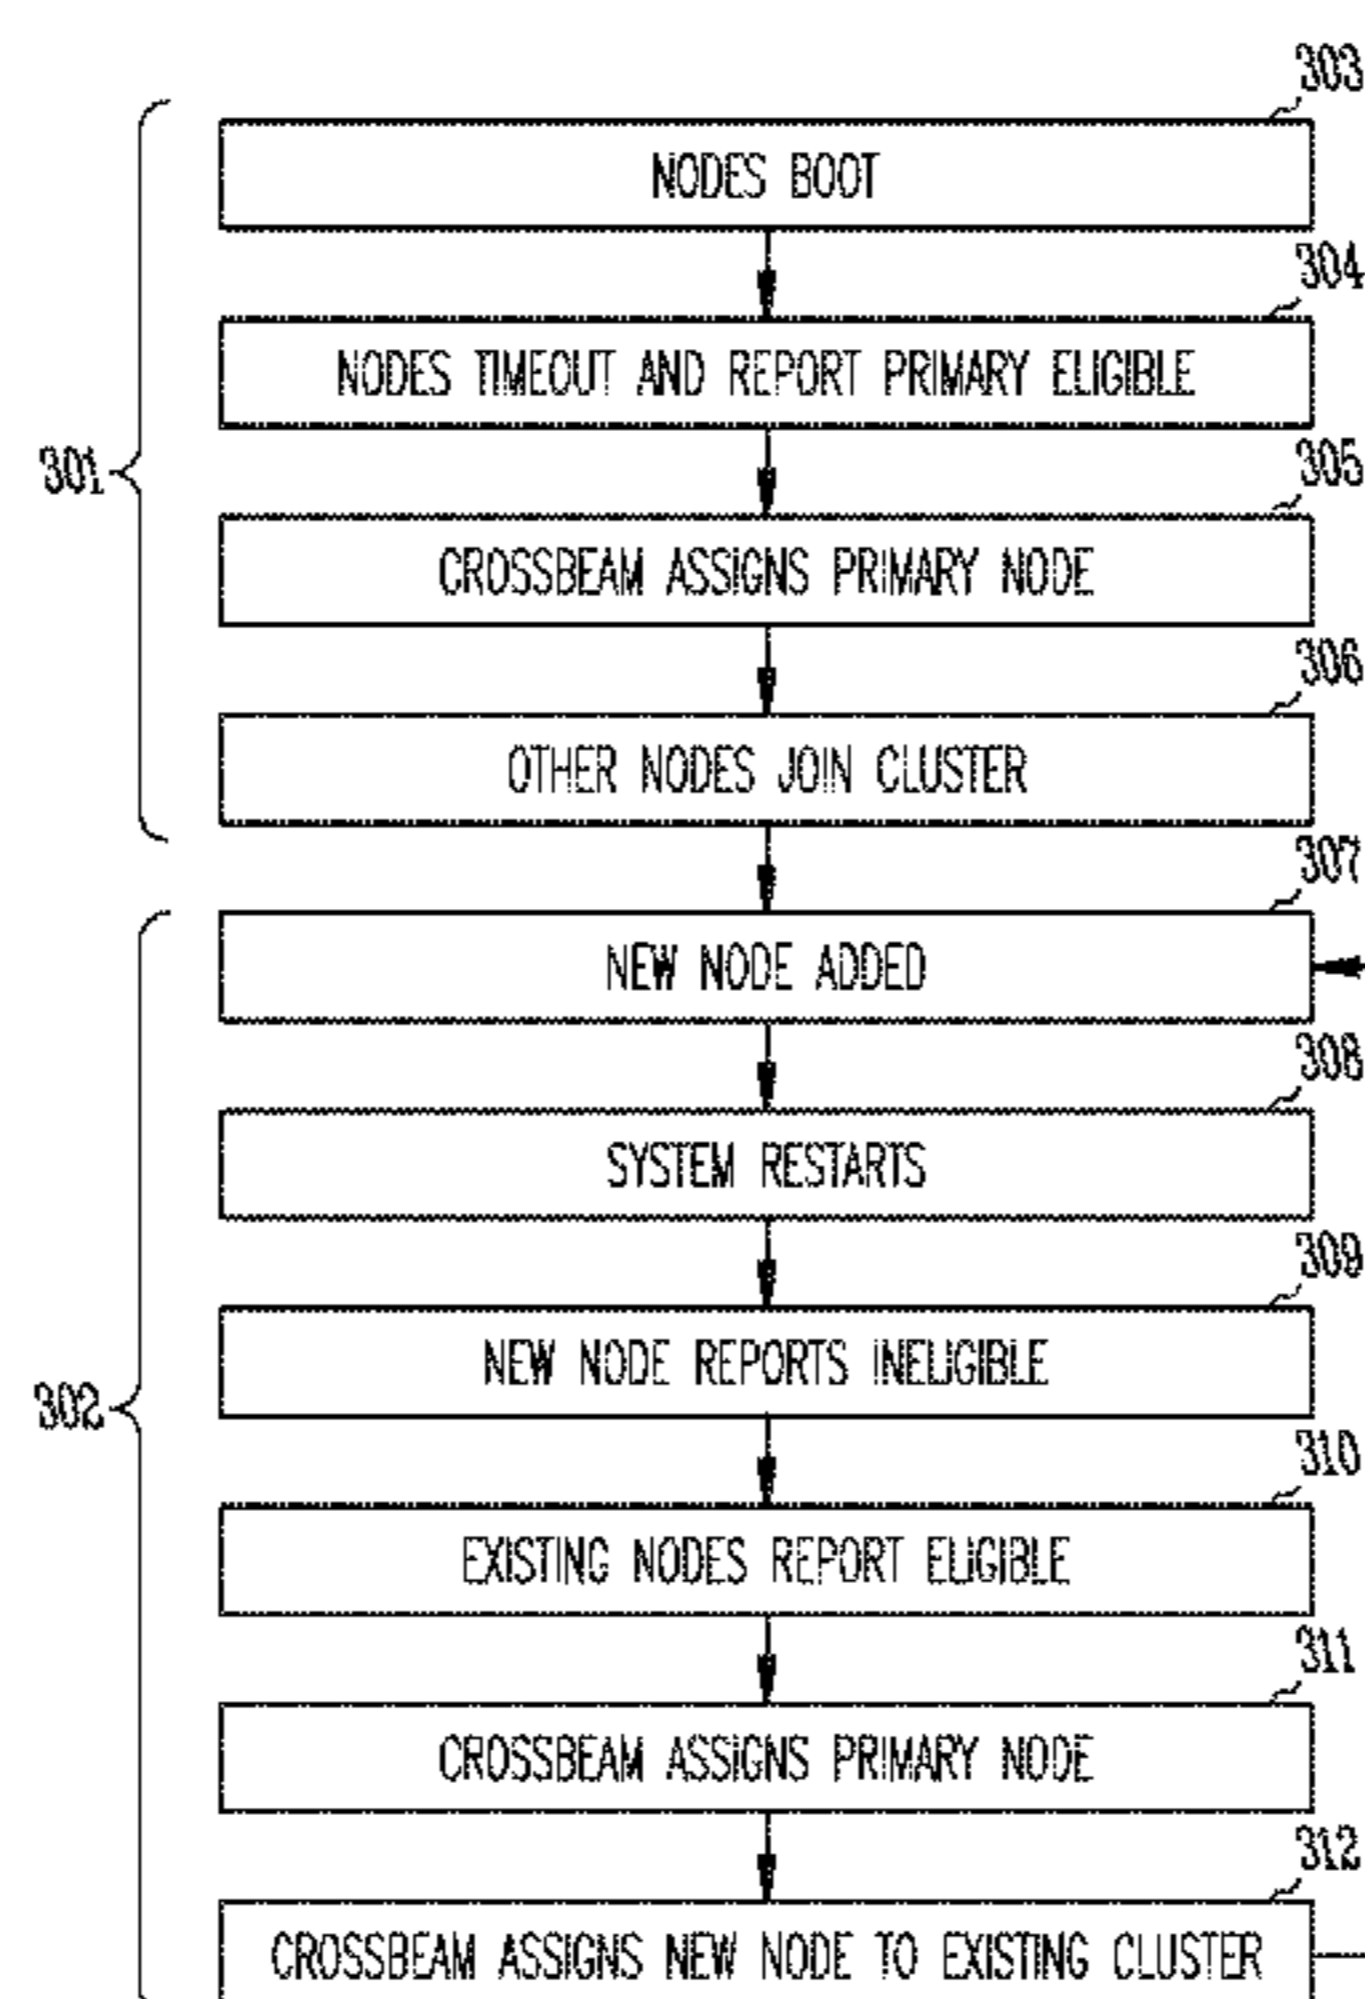 303
NODES BOOT
304
NODES TIMEOUT AND REPORT PRIMARY ELIGIBLE
305
301
CROSSBEAM ASSIGNS PRIMARY NODE
306
OTHER NODES JOIN CLUSTER
307
NEW NODE ADDED
308
SYSTEM RESTARTS
309
NEW NODE REPORTS INELIGIBLE
302
310
EXISTING NODES REPORT ELIGIBLE
311
CROSSBEAM ASSIGNS PRIMARY NODE
312
CROSSBEAM ASSIGNS NEW NODE TO EXISTING CLUSTER